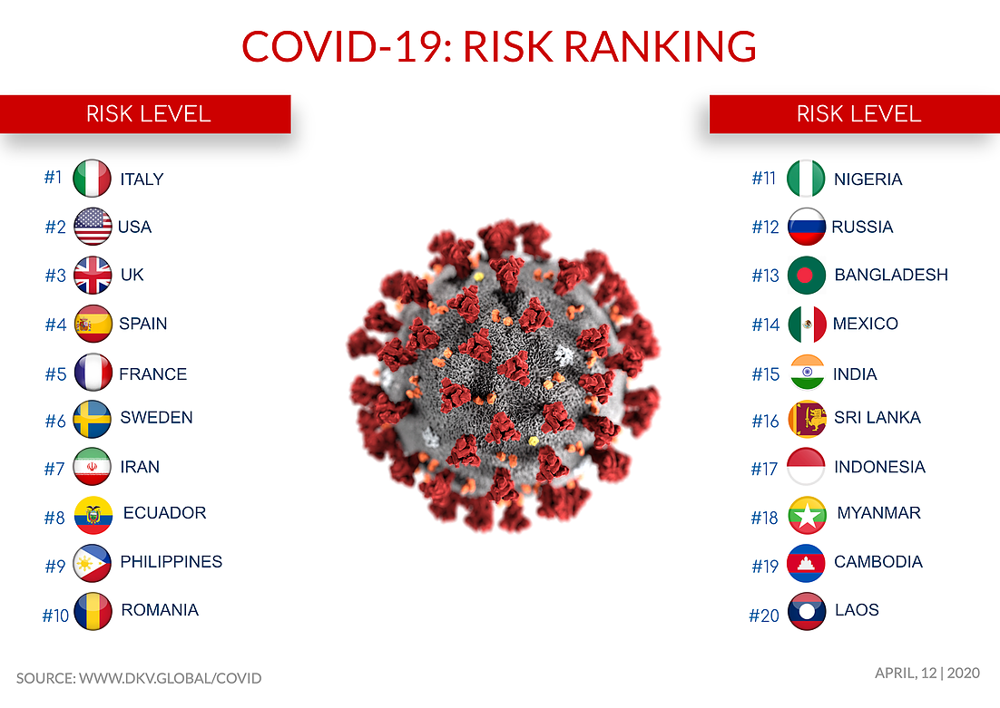 COVID-19: RISK RANKING
RISK LEVEL
#1 ITALY
#2 USA
#3 UK
#4 SPAIN
#5 FRANCE
#6 SWEDEN
#7 IRAN
#8 ECUADOR
#9 PHILIPPINES
#10 ROMANIA
RISK LEVEL
#11 NIGERIA
#12 RUSSIA
#13 BANGLADESH
#14 MEXICO
#15 INDIA
#16 SRI LANKA
#17 INDONESIA
#18 MYANMAR
#19 CAMBODIA
#20 LAOS
SOURCE: WWW.DKV.GLOBAL/COVID
APRIL, 12 | 2020